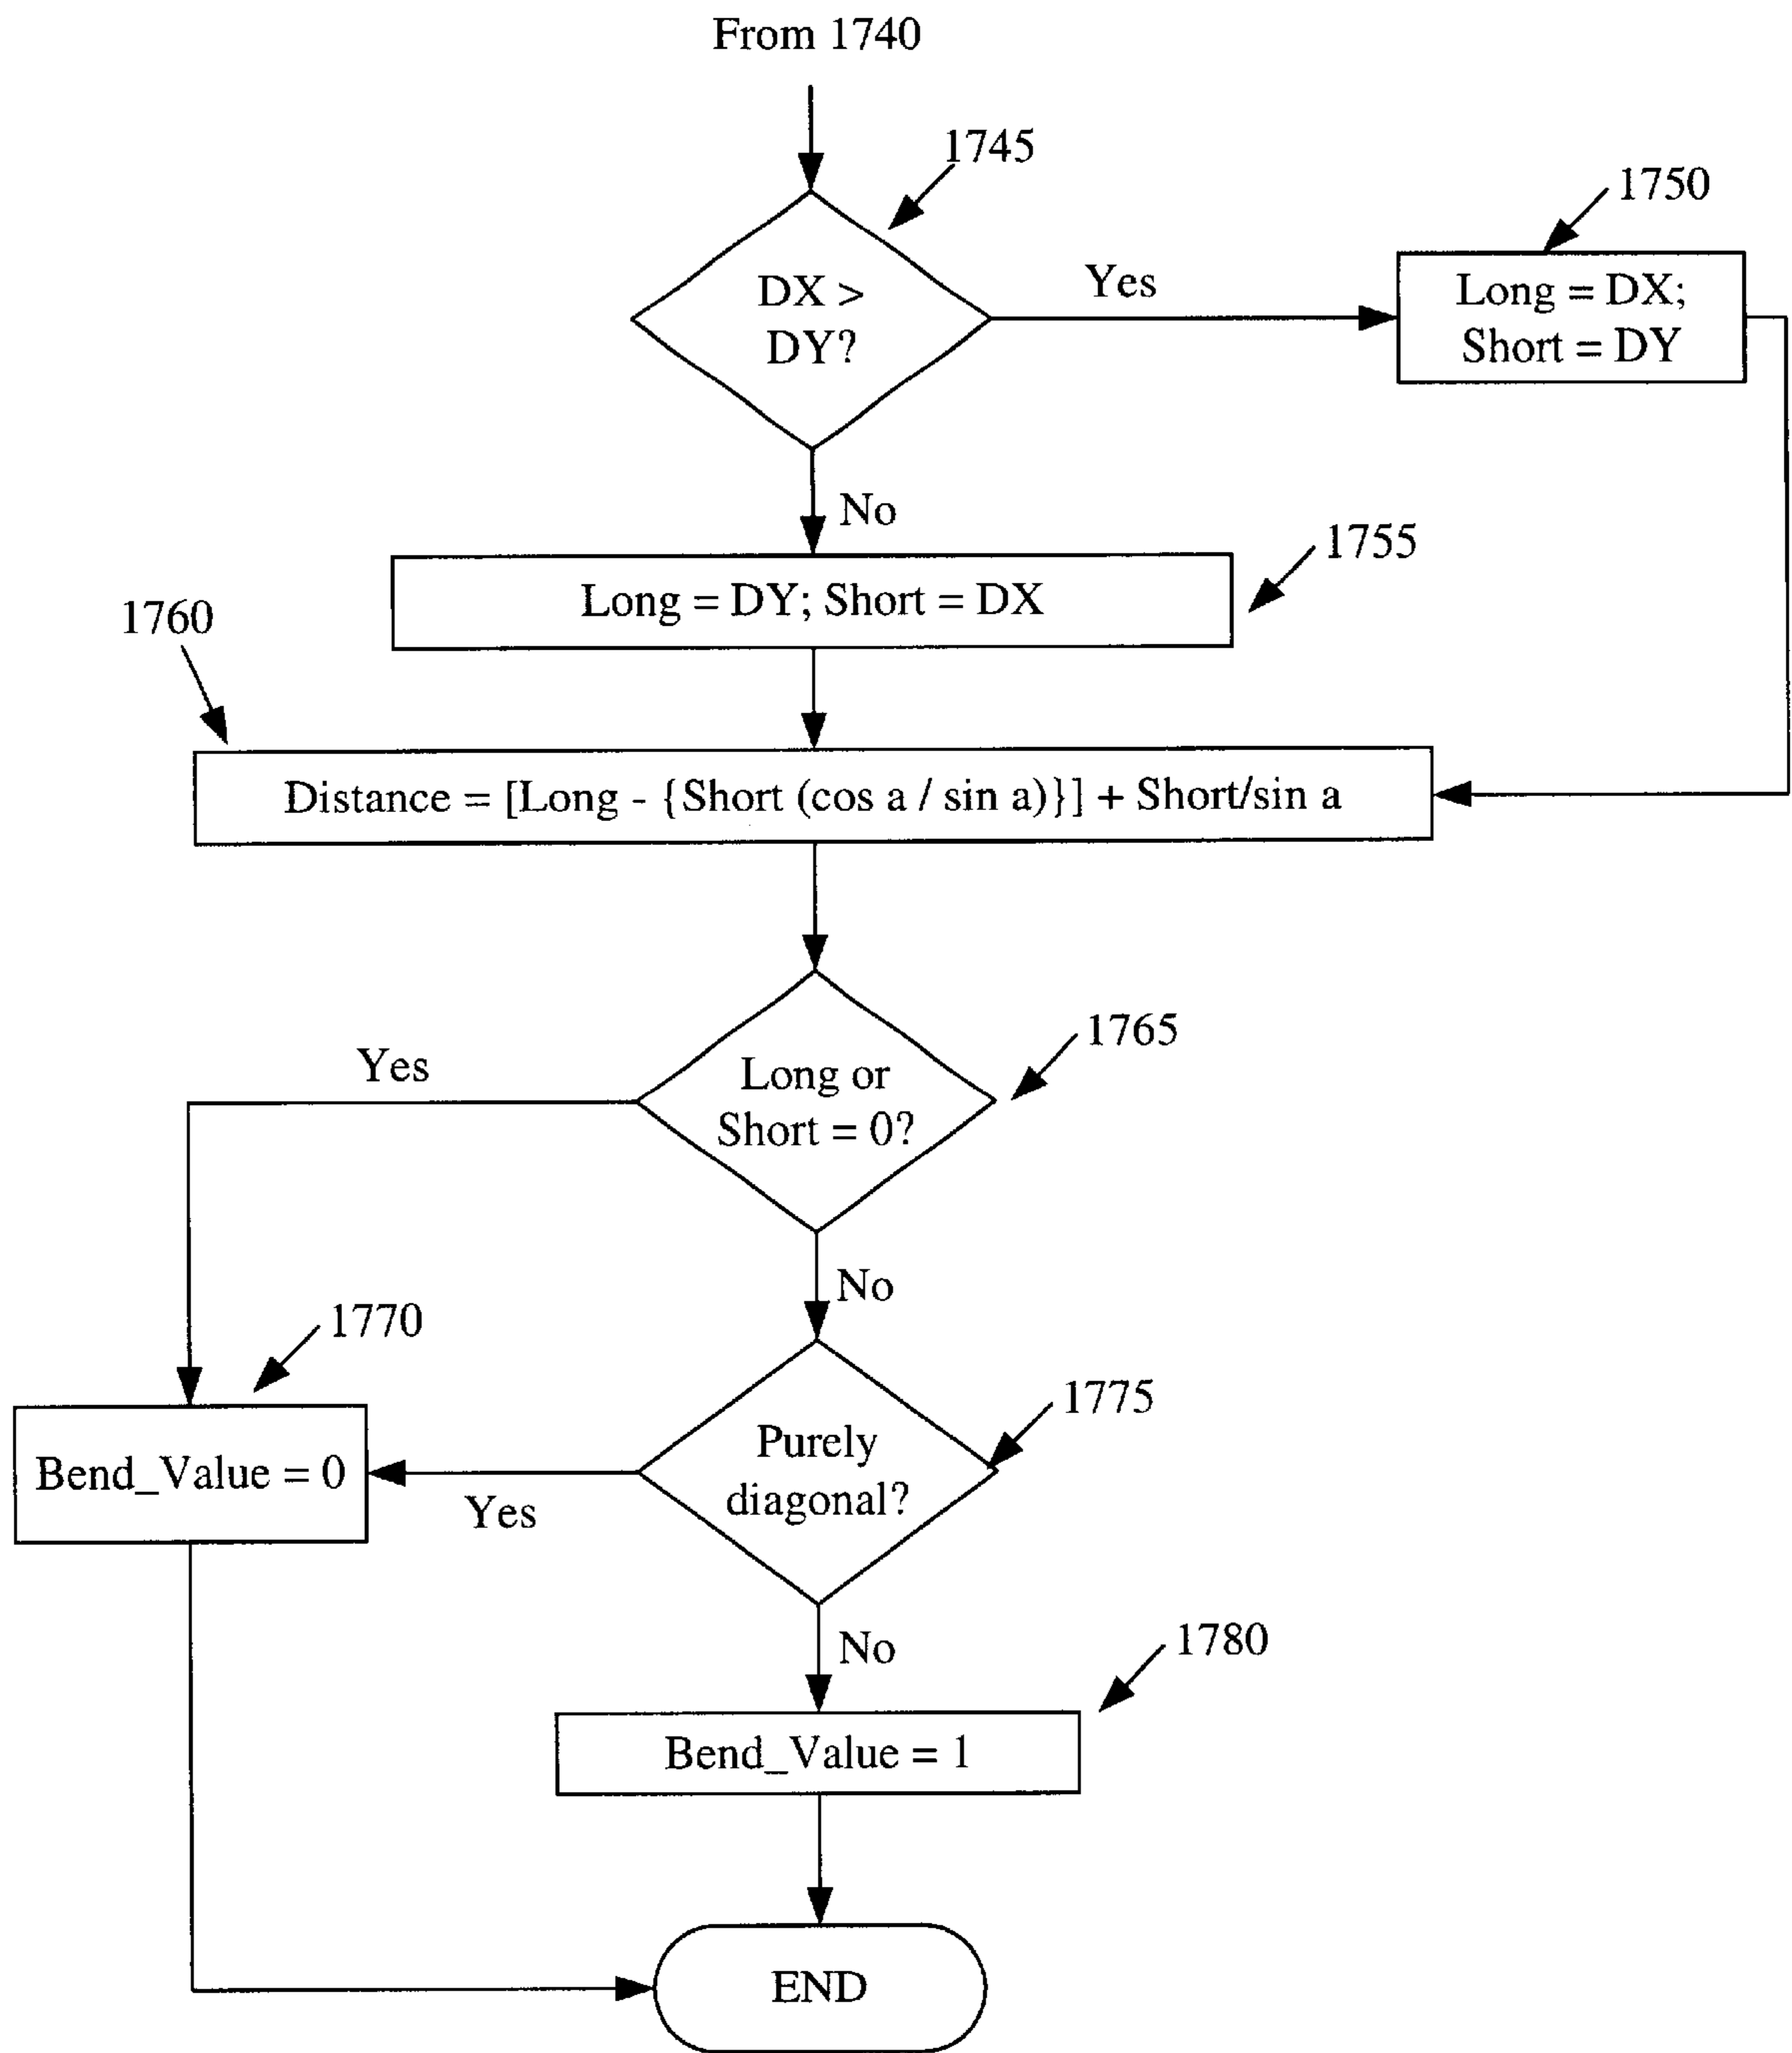 From 1740
1745
1750
DX >
DY?
Yes
Long = DX;
Short = DY
No
1755
Long = DY; Short = DX
1760
Distance = [Long - {Short (cos a / sin a)}] + Short/sin a
1765
Yes
Long or
Short = 0?
No
1770
1775
Bend_Value = 0
Purely
diagonal?
Yes
No
1780
Bend_Value = 1
END